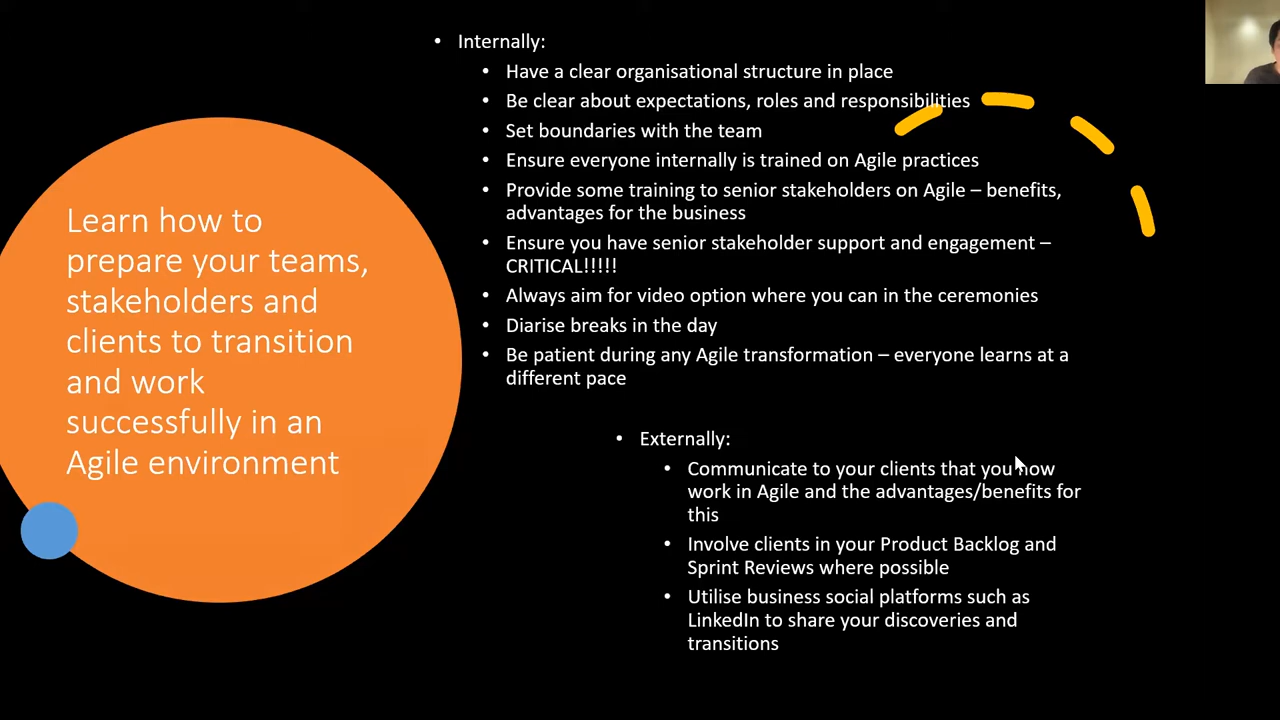 Learn how to
prepare your teams,
stakeholders and
clients to transition
and work
successfully in an
Agile environment
• Internally:
• Have a clear organisational structure in place
• Be clear about expectations, roles and responsibilities
• Set boundaries with the team
• Ensure everyone internally is trained on Agile practices
• Provide some training to senior stakeholders on Agile – benefits,
advantages for the business
• Ensure you have senior stakeholder support and engagement –
CRITICAL!!!!!
• Always aim for video option where you can in the ceremonies
• Diarise breaks in the day
• Be patient during any Agile transformation – everyone learns at a
different pace
• Externally:
• Communicate to your clients that you now
work in Agile and the advantages/benefits for
this
• Involve clients in your Product Backlog and
Sprint Reviews where possible
• Utilise business social platforms such as
LinkedIn to share your discoveries and
transitions